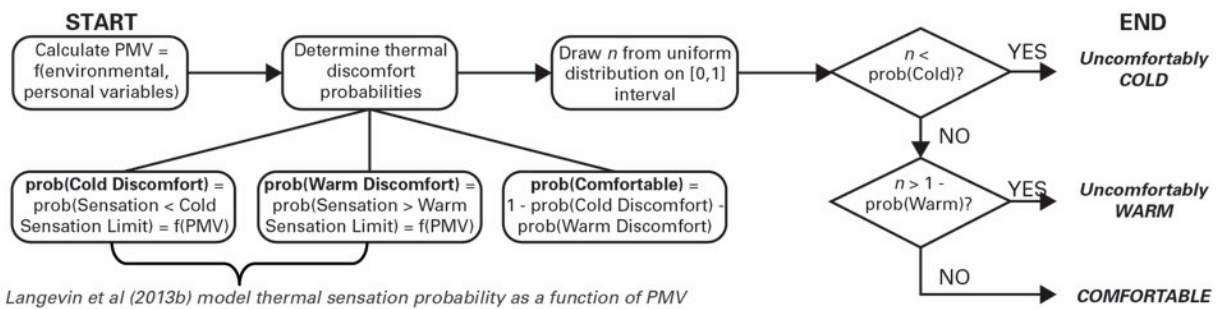 START
Calculate PMV =
f(environmental,
personal variables)
Determine thermal
discomfort
probabilities
Draw n from uniform
distribution on [0,1]
interval
n <
prob(Cold)?
YES
END
Uncomfortably
COLD
NO
prob(Cold Discomfort) =
prob(Sensation < Cold
Sensation Limit) = f(PMV)
prob(Warm Discomfort) =
prob(Sensation > Warm
Sensation Limit) = f(PMV)
prob(Comfortable) =
1 - prob(Cold Discomfort) -
prob(Warm Discomfort)
n > 1 -
prob(Warm)?
YES
Uncomfortably
WARM
NO
COMFORTABLE
Langevin et al (2013b) model thermal sensation probability as a function of PMV